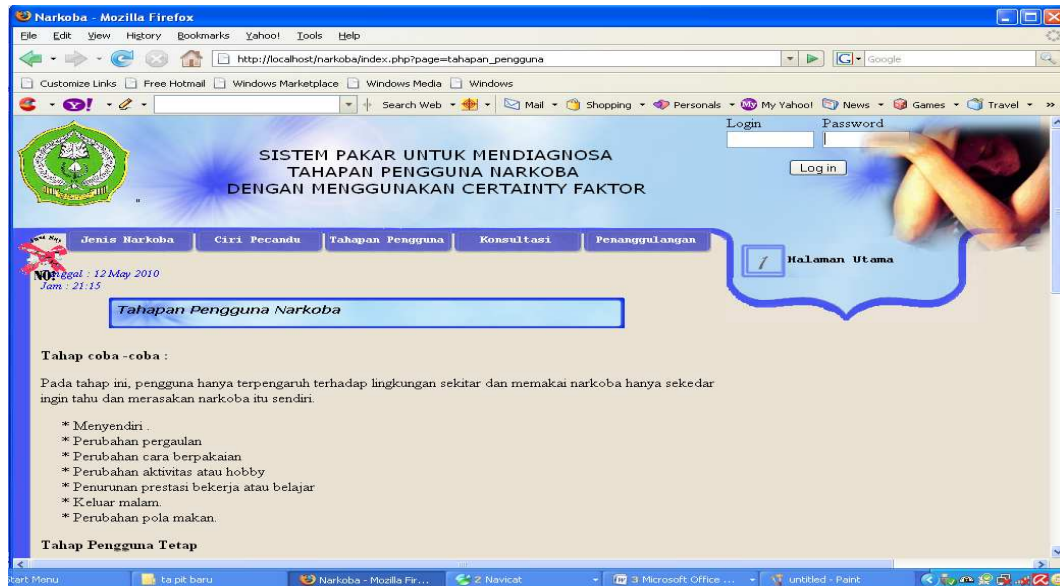 Narkoba - Mozilla Firefox
File Edit View History Bookmarks Yahoo! Tools Help
http://localhost/narkoba/index.php?page=tahapan_pengguna
Google
Customize Links Free Hotmail Windows Marketplace Windows Media Windows
Search Web Mail Shopping Personals My Yahoo! News Games Travel »
Login Password
Log in
SISTEM PAKAR UNTUK MENDIAGNOSA
TAHAPAN PENGGUNA NARKOBA
DENGAN MENGGUNAKAN CERTAINTY FAKTOR
Jenis Narkoba Ciri Pecandu Tahapan Pengguna Konsultasi Penanggulangan
1 Halaman Utama
NO!
Tanggal : 12 May 2010
Jam : 21:15
Tahapan Pengguna Narkoba
Tahap coba -coba :
Pada tahap ini, pengguna hanya terpengaruh terhadap lingkungan sekitar dan memakai narkoba hanya sekedar
ingin tahu dan merasakan narkoba itu sendiri.
* Menyendiri .
* Perubahan pergaulan
* Perubahan cara berpakaian
* Perubahan aktivitas atau hobby
* Penurunan prestasi bekerja atau belajar
* Keluar malam.
* Perubahan pola makan.
Tahap Pengguna Tetap
Start Menu ta pit baru Narkoba - Mozilla Fir... 2 Navicat 3 Microsoft Office ... untitled - Paint